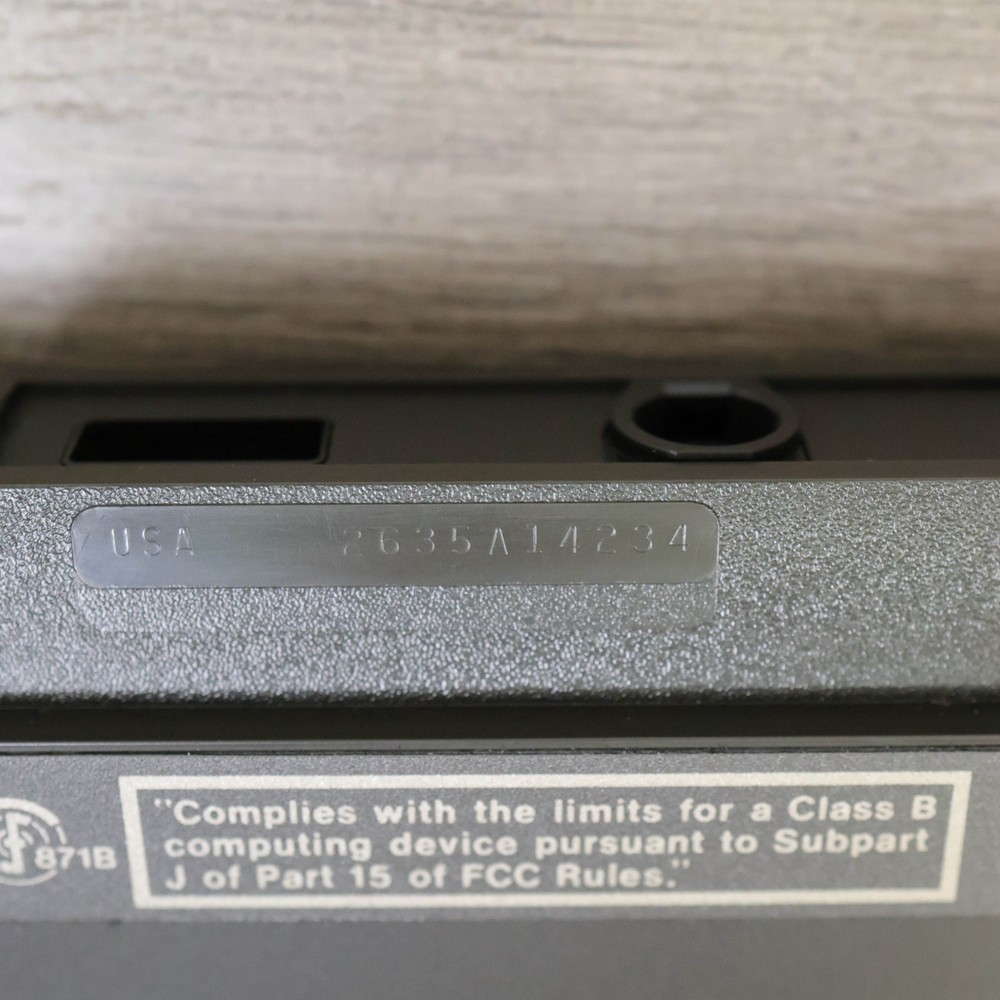 USA 2635A14234
871B
"Complies with the limits for a Class B
computing device pursuant to Subpart
J of Part 15 of FCC Rules."